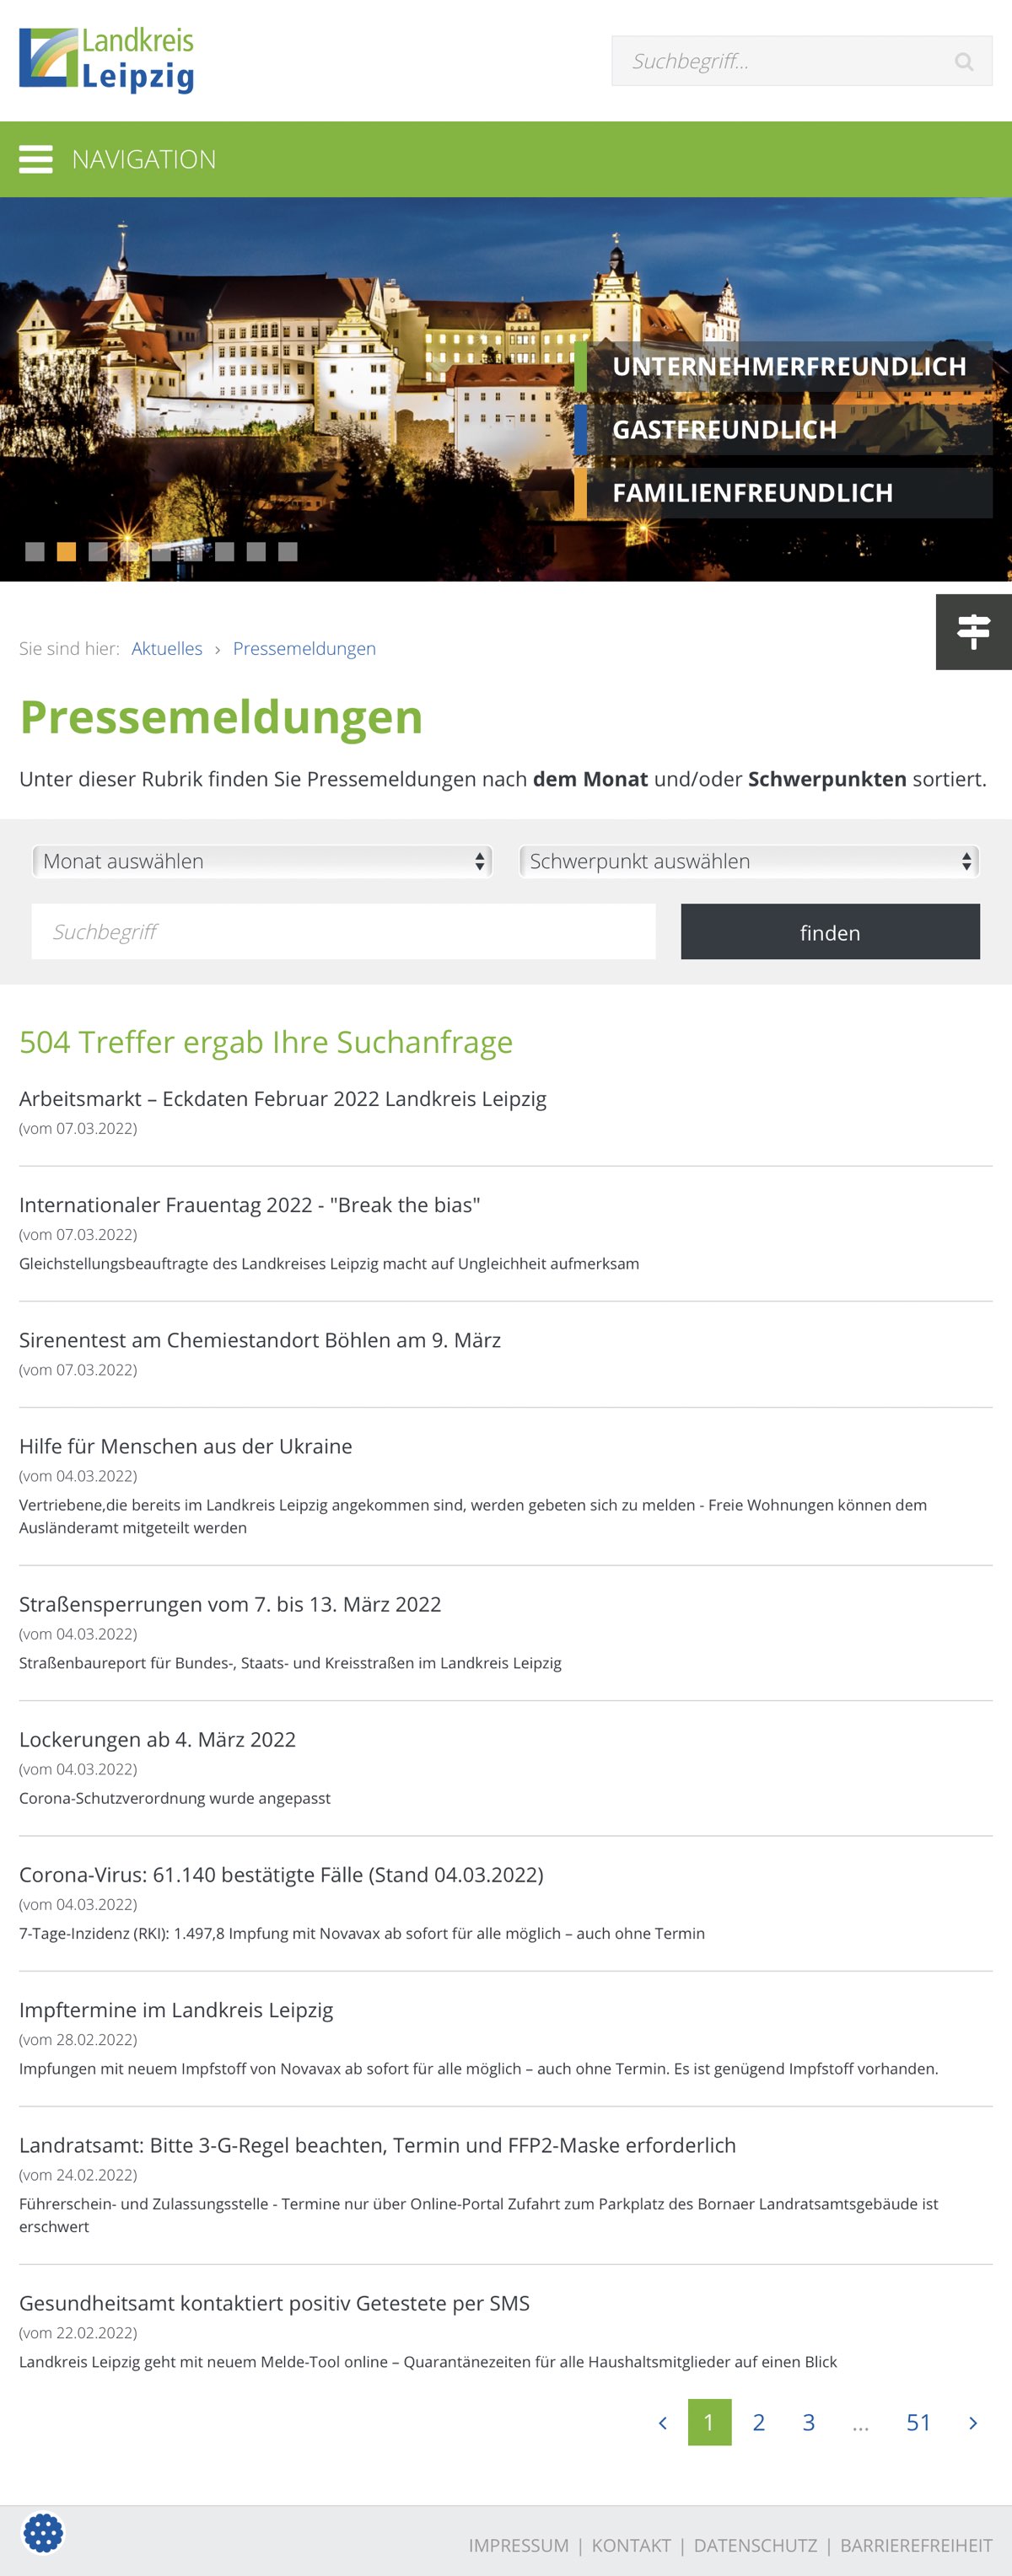 Landkreis
Leipzig
Suchbegriff...
NAVIGATION
UNTERNEHMERFREUNDLICH
GASTFREUNDLICH
FAMILIENFREUNDLICH
Sie sind hier: Aktuelles › Pressemeldungen
Pressemeldungen
Unter dieser Rubrik finden Sie Pressemeldungen nach dem Monat und/oder Schwerpunkten sortiert.
Monat auswählen Schwerpunkt auswählen
Suchbegriff finden
504 Treffer ergab Ihre Suchanfrage
Arbeitsmarkt – Eckdaten Februar 2022 Landkreis Leipzig
(vom 07.03.2022)
Internationaler Frauentag 2022 - "Break the bias"
(vom 07.03.2022)
Gleichstellungsbeauftragte des Landkreises Leipzig macht auf Ungleichheit aufmerksam
Sirenentest am Chemiestandort Böhlen am 9. März
(vom 07.03.2022)
Hilfe für Menschen aus der Ukraine
(vom 04.03.2022)
Vertriebene,die bereits im Landkreis Leipzig angekommen sind, werden gebeten sich zu melden - Freie Wohnungen können dem
Ausländeramt mitgeteilt werden
Straßensperrungen vom 7. bis 13. März 2022
(vom 04.03.2022)
Straßenbaureport für Bundes-, Staats- und Kreisstraßen im Landkreis Leipzig
Lockerungen ab 4. März 2022
(vom 04.03.2022)
Corona-Schutzverordnung wurde angepasst
Corona-Virus: 61.140 bestätigte Fälle (Stand 04.03.2022)
(vom 04.03.2022)
7-Tage-Inzidenz (RKI): 1.497,8 Impfung mit Novavax ab sofort für alle möglich – auch ohne Termin
Impftermine im Landkreis Leipzig
(vom 28.02.2022)
Impfungen mit neuem Impfstoff von Novavax ab sofort für alle möglich – auch ohne Termin. Es ist genügend Impfstoff vorhanden.
Landratsamt: Bitte 3-G-Regel beachten, Termin und FFP2-Maske erforderlich
(vom 24.02.2022)
Führerschein- und Zulassungsstelle - Termine nur über Online-Portal Zufahrt zum Parkplatz des Bornaer Landratsamtsgebäude ist
erschwert
Gesundheitsamt kontaktiert positiv Getestete per SMS
(vom 22.02.2022)
Landkreis Leipzig geht mit neuem Melde-Tool online – Quarantänezeiten für alle Haushaltsmitglieder auf einen Blick
‹ 1 2 3 ... 51 ›
IMPRESSUM | KONTAKT | DATENSCHUTZ | BARRIEREFREIHEIT